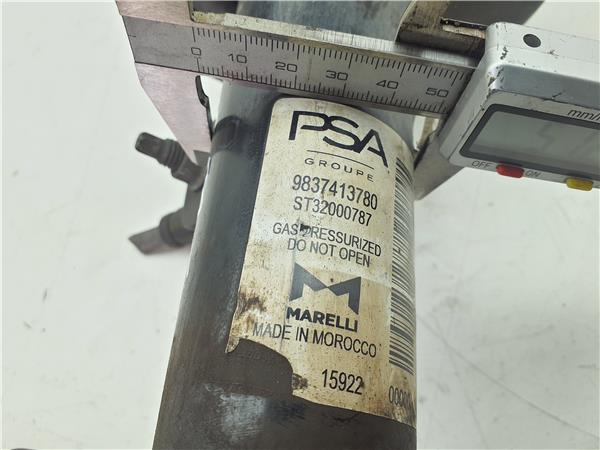 0 10 20 30 40 50
mm/
OFF
ON
PSA
GROUPE
9837413780
ST32000787
GAS PRESSURIZED
DO NOT OPEN
MARELLI
MADE IN MOROCCO
15922